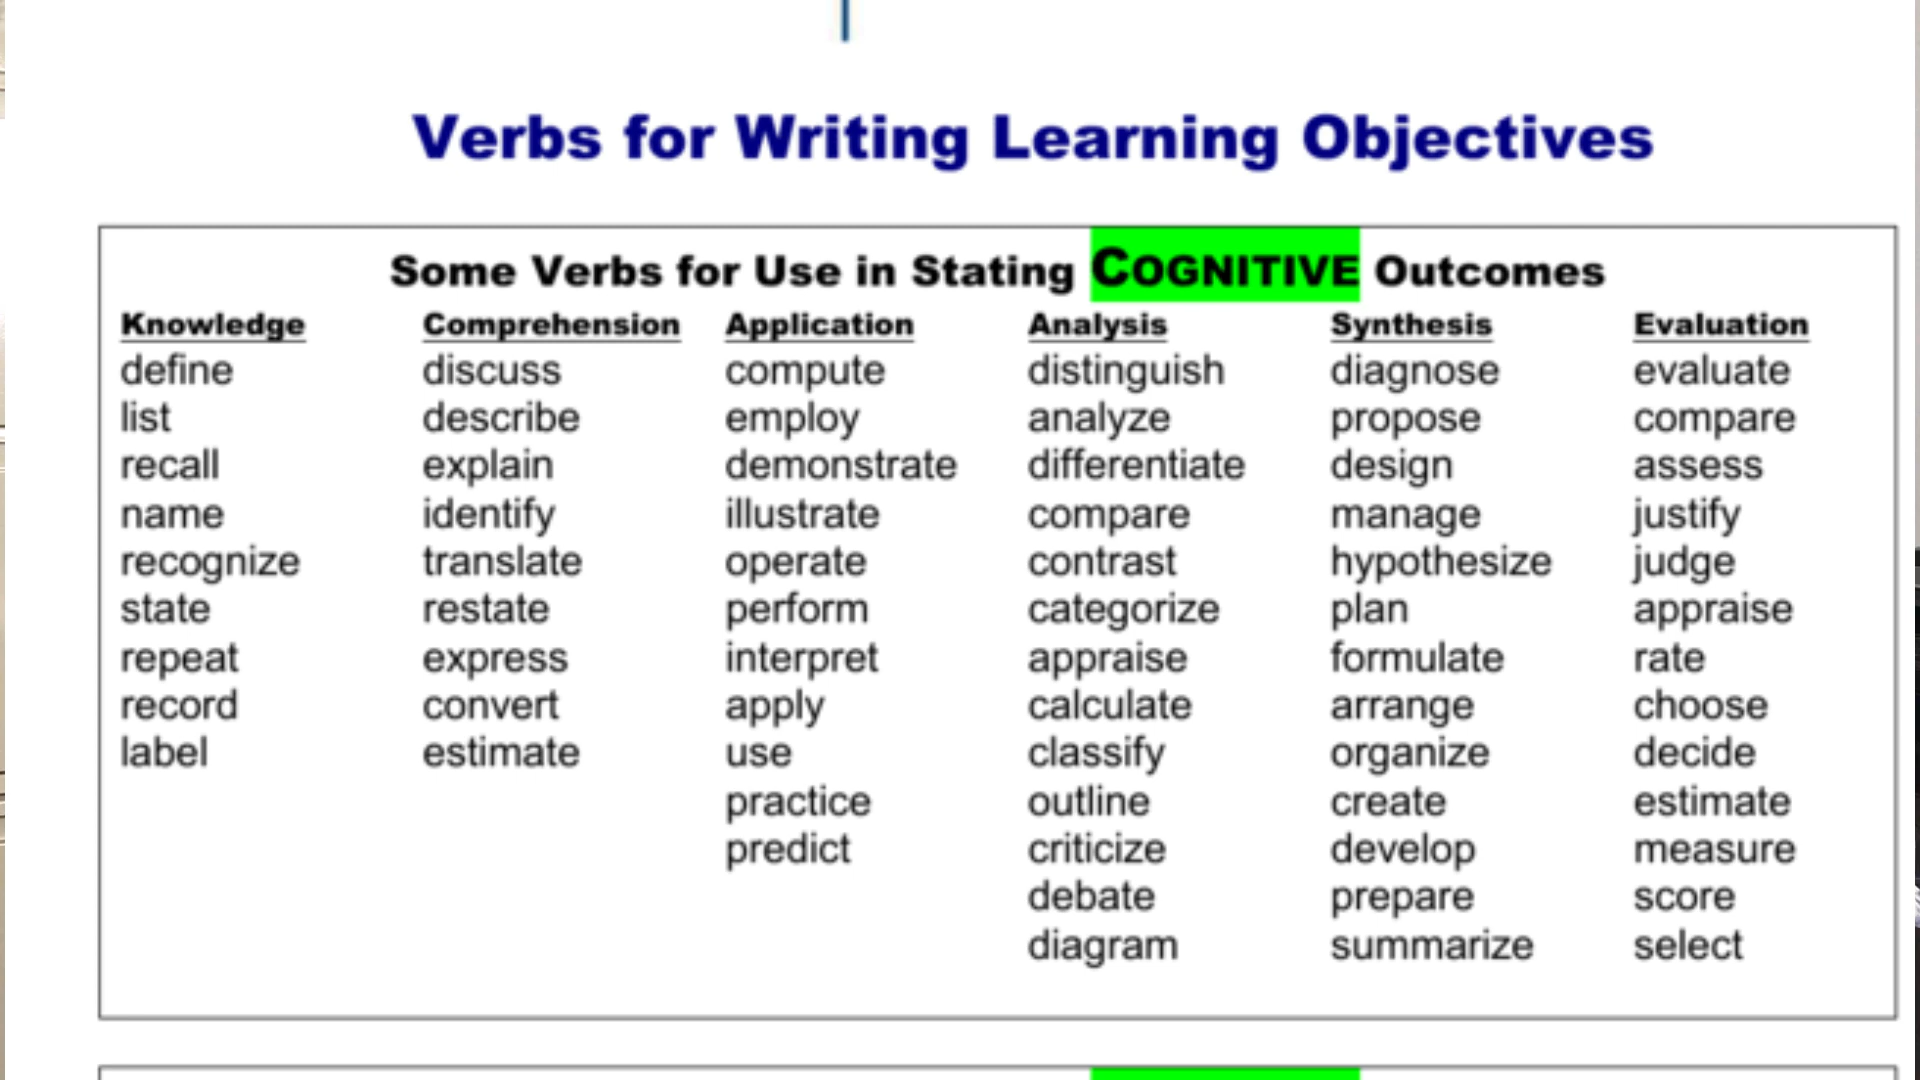 Verbs for Writing Learning Objectives
Some Verbs for Use in Stating COGNITIVE Outcomes
Knowledge Comprehension Application Analysis Synthesis Evaluation
define discuss compute distinguish diagnose evaluate
list describe employ analyze propose compare
recall explain demonstrate differentiate design assess
name identify illustrate compare manage justify
recognize translate operate contrast hypothesize judge
state restate perform categorize plan appraise
repeat express interpret appraise formulate rate
record convert apply calculate arrange choose
label estimate use classify organize decide
practice outline create estimate
predict criticize develop measure
debate prepare score
diagram summarize select